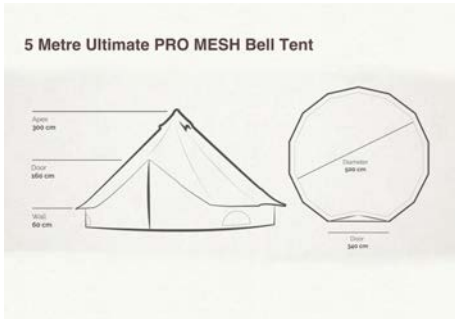 5 Metre Ultimate PRO MESH Bell Tent
Apex
300 cm
Door
160 cm
Wall
60 cm
Diameter
500 cm
Door
340 cm